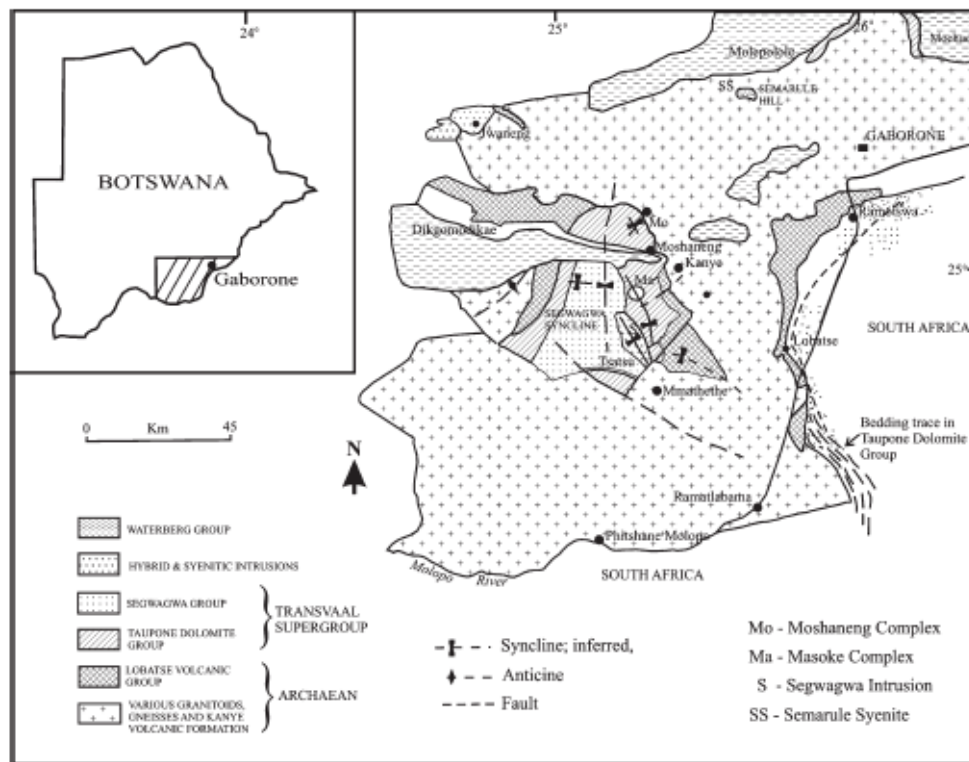 24°
25°
26°
Molepolole
Mochudi
SS
SEMARULE
HILL
Jwaneng
GABORONE
BOTSWANA
Gaborone
Dikgomodikae
Mo
Moshaneng
Kanye
Ramotswa
25°
Ma
SEGWAGWA
SYNCLINE
SOUTH AFRICA
Lobatse
Mmathethe
Bedding trace in
Taupone Dolomite
Group
0 Km 45
N
Ramatlabama
Phitshane Molopo
Molopo River
SOUTH AFRICA
WATERBERG GROUP
HYBRID & SYENITIC INTRUSIONS
SEGWAGWA GROUP
TAUPONE DOLOMITE
GROUP
TRANSVAAL
SUPERGROUP
LOBATSE VOLCANIC
GROUP
VARIOUS GRANITOIDS,
GNEISSES AND KANYE
VOLCANIC FORMATION
ARCHAEAN
Syncline; inferred,
Anticine
Fault
Mo - Moshaneng Complex
Ma - Masoke Complex
S - Segwagwa Intrusion
SS - Semarule Syenite